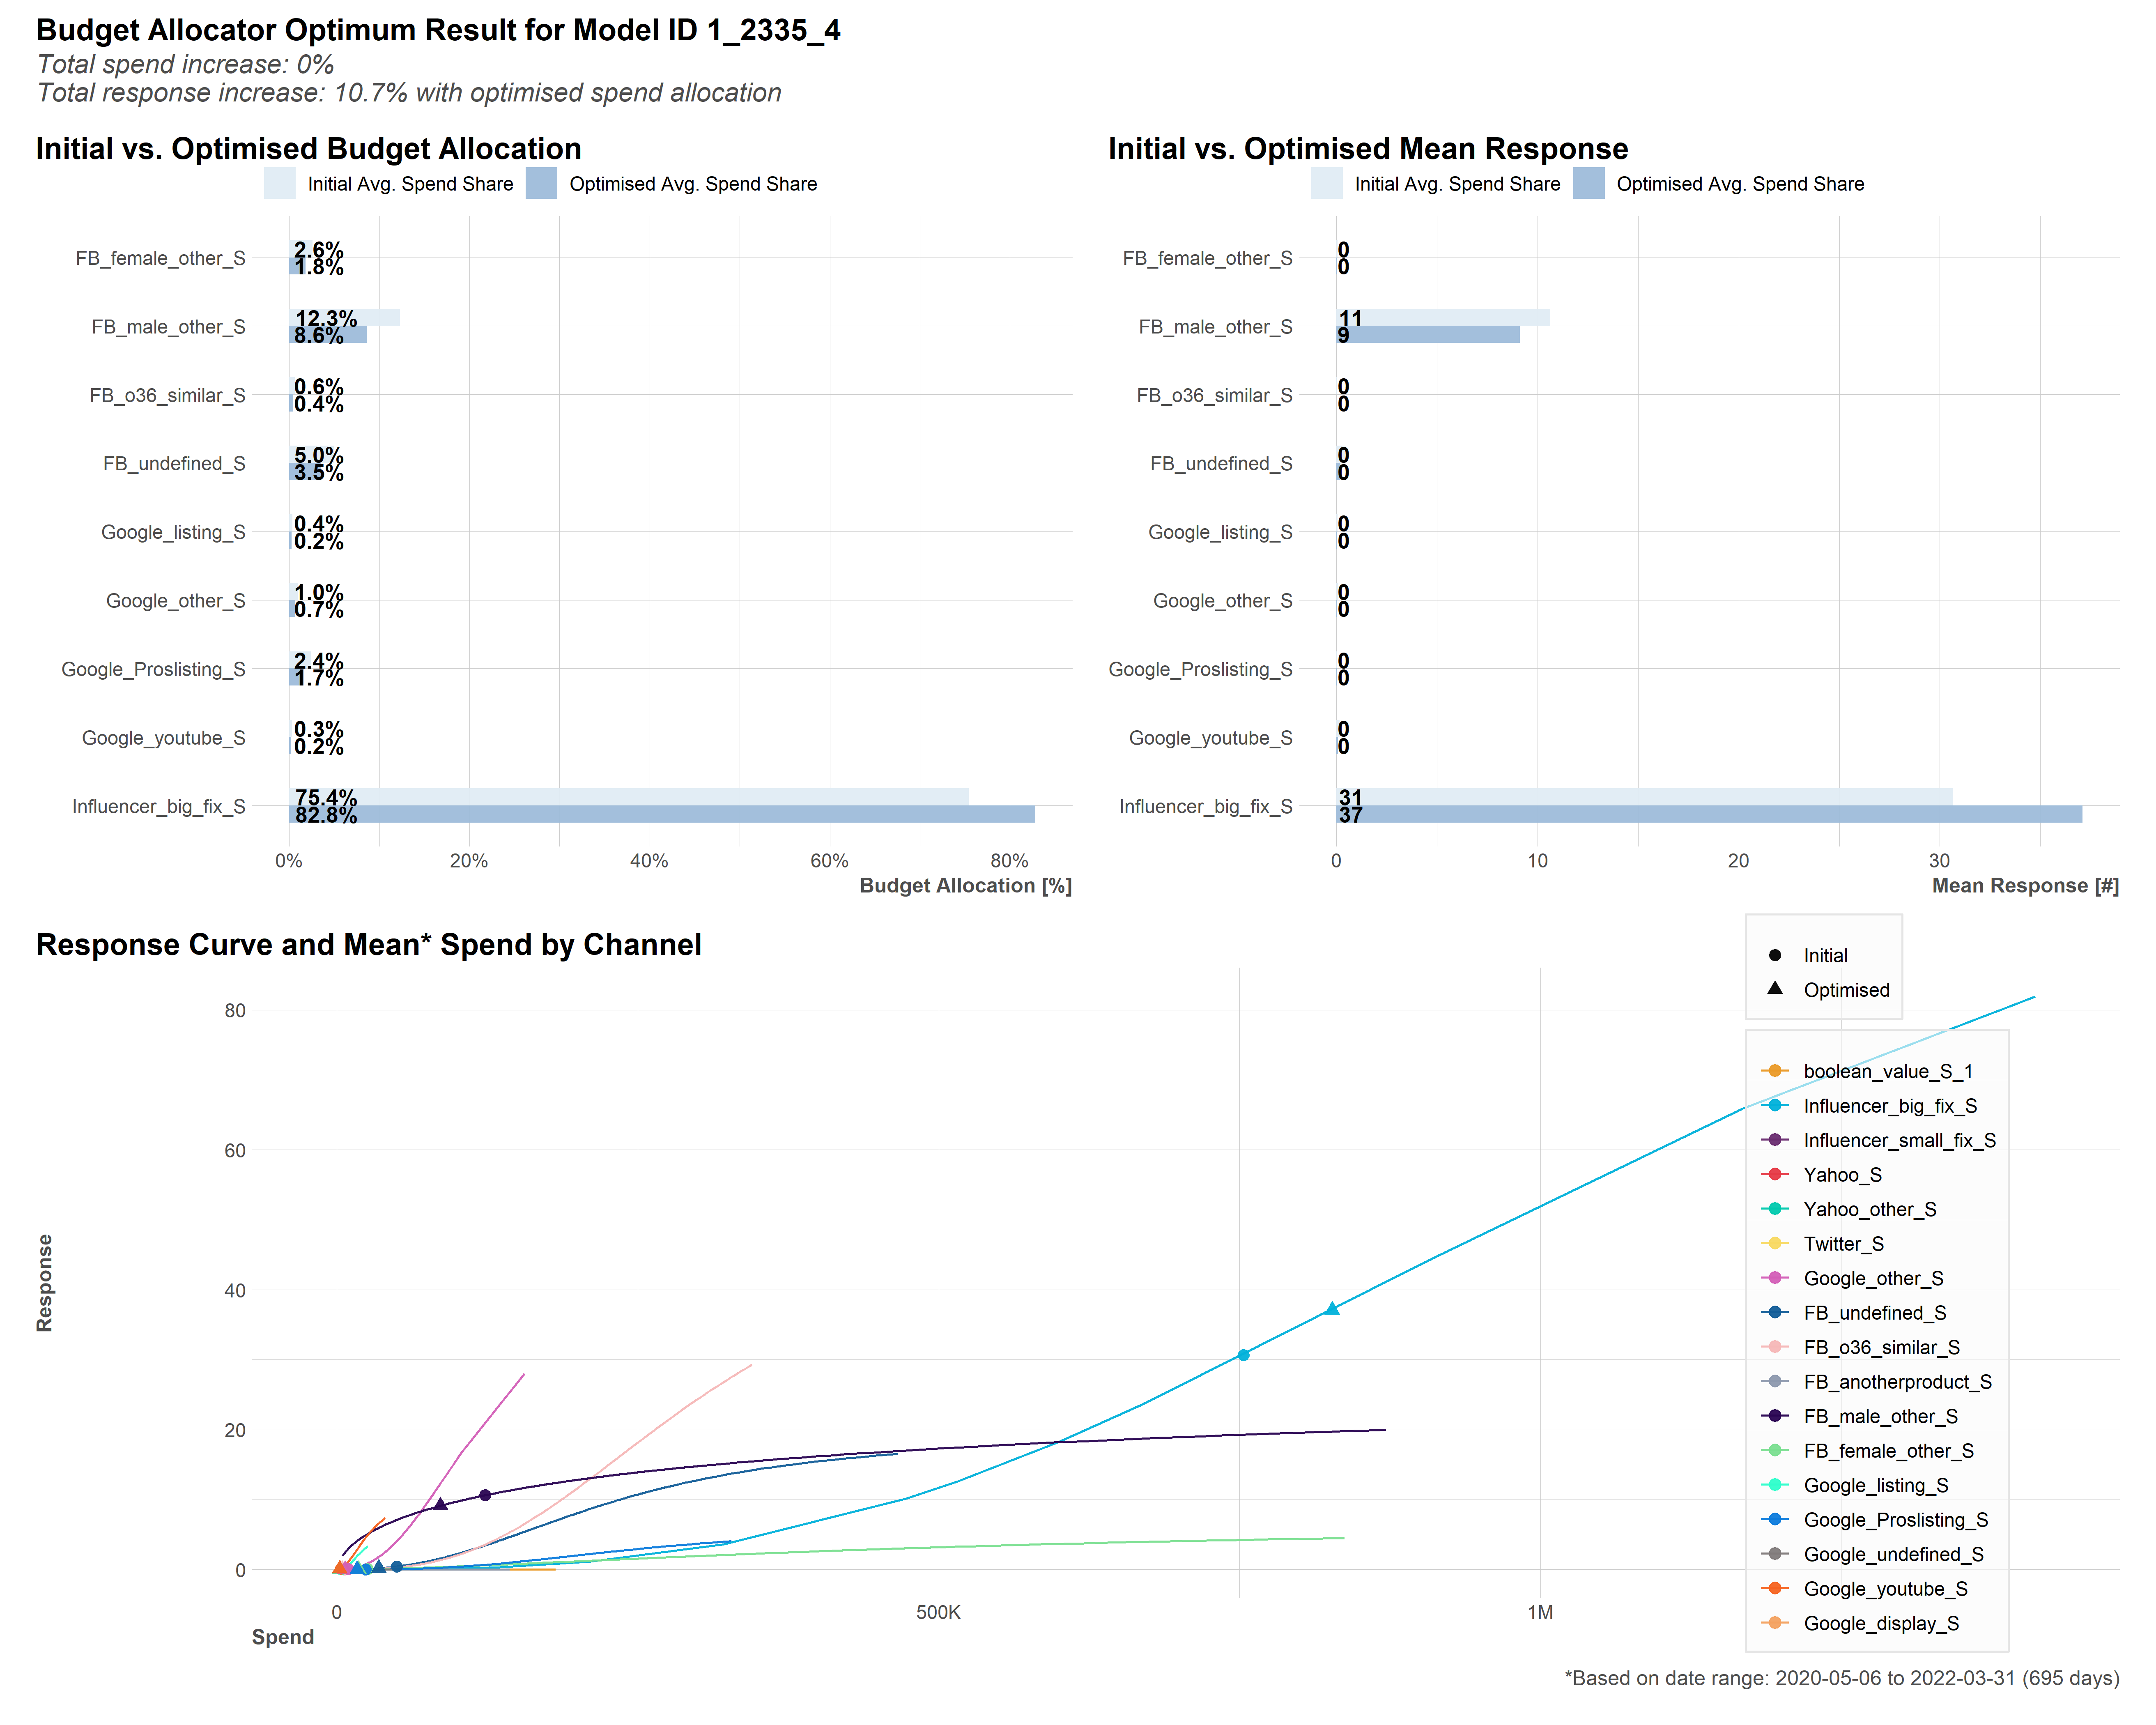 Budget Allocator Optimum Result for Model ID 1_2335_4
Total spend increase: 0%
Total response increase: 10.7% with optimised spend allocation
Initial vs. Optimised Budget Allocation
Initial Avg. Spend Share Optimised Avg. Spend Share
FB_female_other_S 2.6%
1.8%
FB_male_other_S 12.3%
8.6%
FB_o36_similar_S 0.6%
0.4%
FB_undefined_S 5.0%
3.5%
Google_listing_S 0.4%
0.2%
Google_other_S 1.0%
0.7%
Google_Proslisting_S 2.4%
1.7%
Google_youtube_S 0.3%
0.2%
Influencer_big_fix_S 75.4%
82.8%
0% 20% 40% 60% 80%
Budget Allocation [%]
Initial vs. Optimised Mean Response
Initial Avg. Spend Share Optimised Avg. Spend Share
FB_female_other_S 0
0
FB_male_other_S 11
9
FB_o36_similar_S 0
0
FB_undefined_S 0
0
Google_listing_S 0
0
Google_other_S 0
0
Google_Proslisting_S 0
0
Google_youtube_S 0
0
Influencer_big_fix_S 31
37
0 10 20 30
Mean Response [#]
Response Curve and Mean* Spend by Channel
Response
80
60
40
20
0
0 500K 1M
Spend
Initial
Optimised
boolean_value_S_1
Influencer_big_fix_S
Influencer_small_fix_S
Yahoo_S
Yahoo_other_S
Twitter_S
Google_other_S
FB_undefined_S
FB_o36_similar_S
FB_anotherproduct_S
FB_male_other_S
FB_female_other_S
Google_listing_S
Google_Proslisting_S
Google_undefined_S
Google_youtube_S
Google_display_S
*Based on date range: 2020-05-06 to 2022-03-31 (695 days)